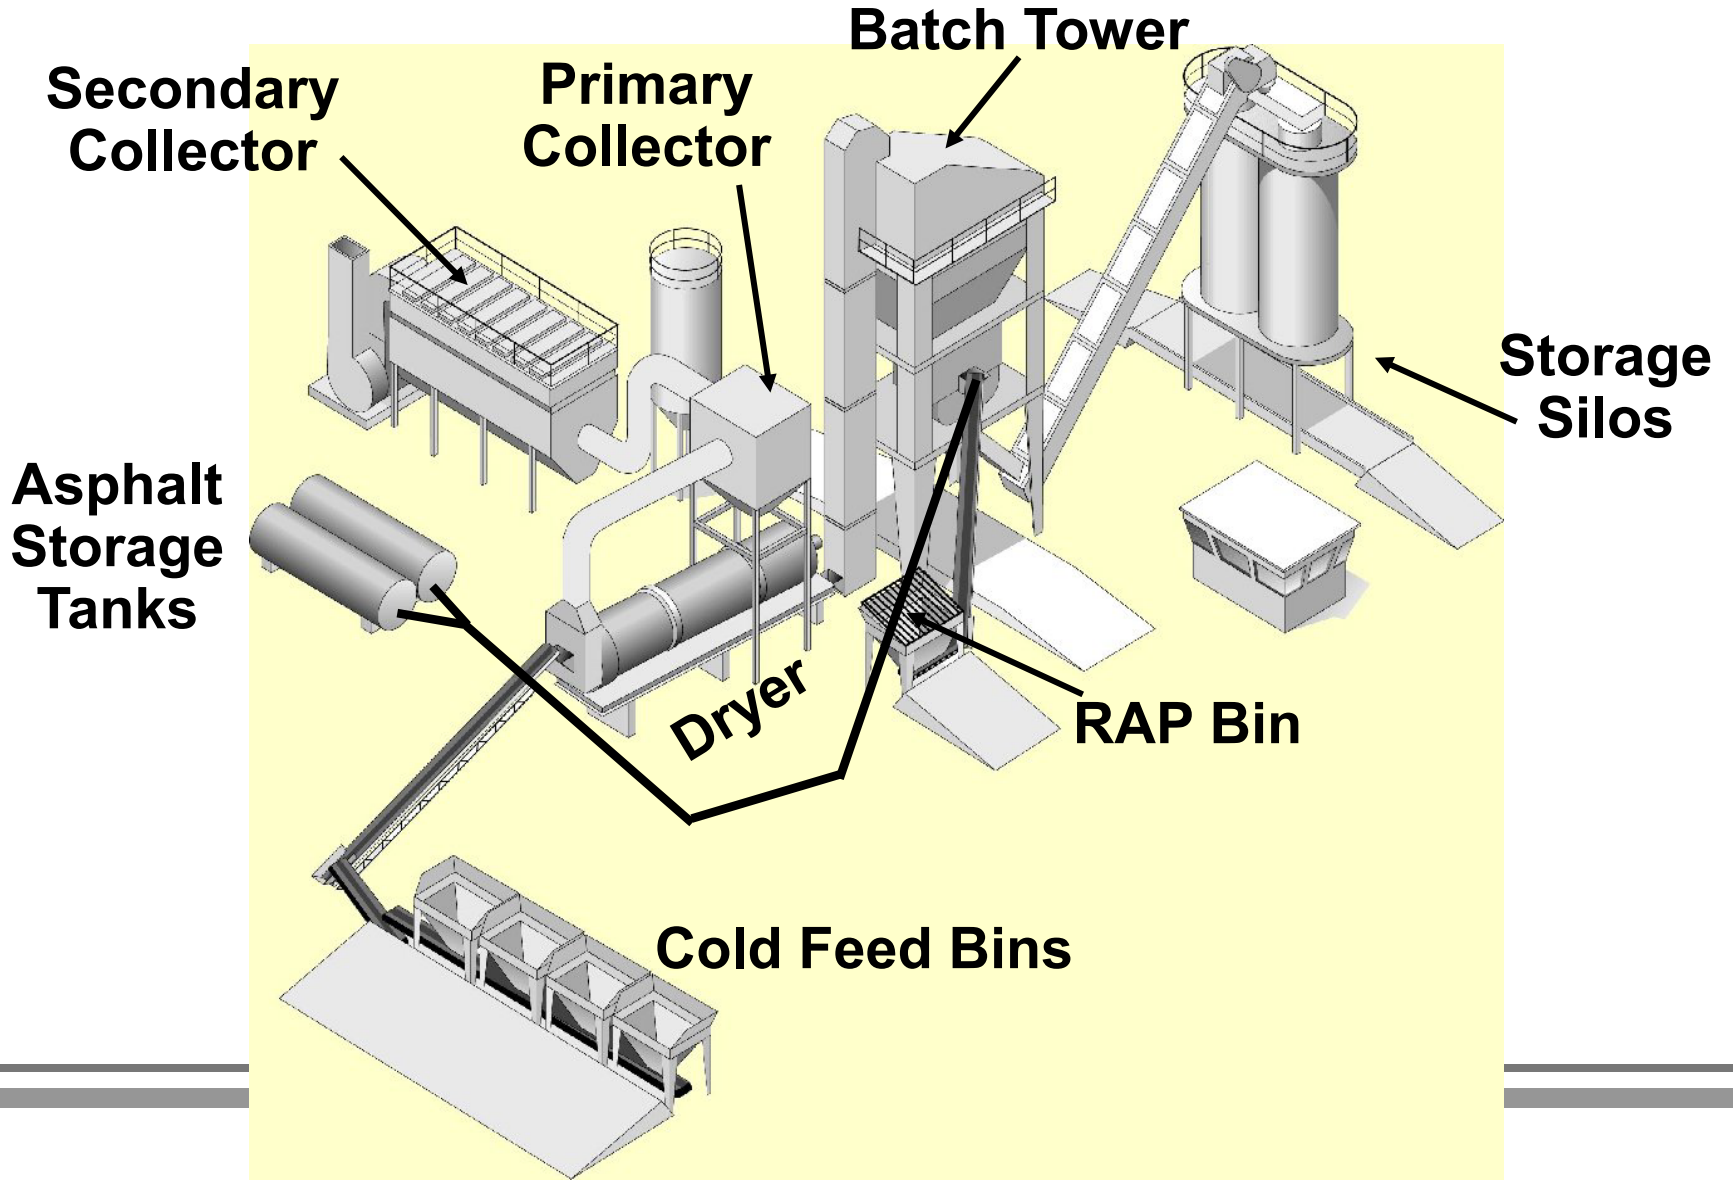 Batch Tower
Secondary
Collector
Primary
Collector
Storage
Silos
Asphalt
Storage
Tanks
Dryer
RAP Bin
Cold Feed Bins